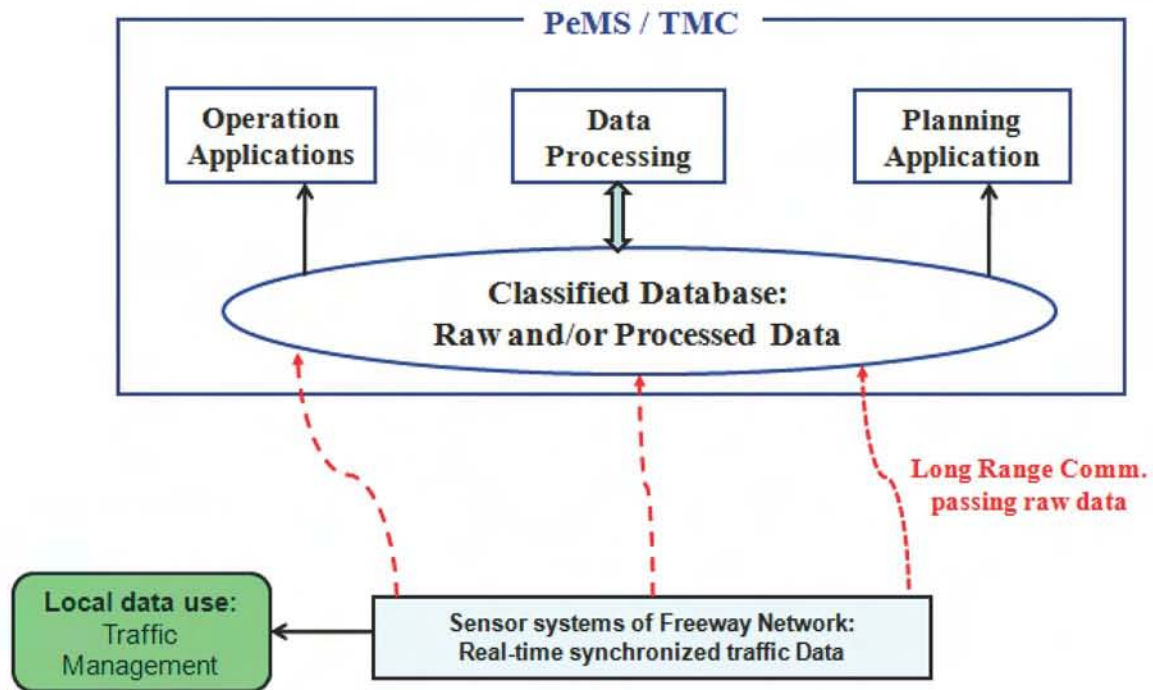 PeMS / TMC
Operation
Applications
Data
Processing
Planning
Application
Classified Database:
Raw and/or Processed Data
Long Range Comm.
passing raw data
Local data use:
Traffic
Management
Sensor systems of Freeway Network:
Real-time synchronized traffic Data